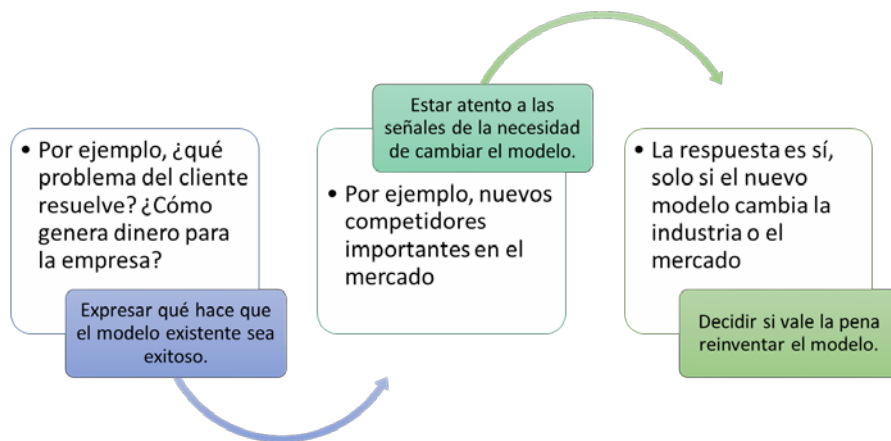 • Por ejemplo, ¿qué
problema del cliente
resuelve? ¿Cómo
genera dinero para
la empresa?
Expresar qué hace que
el modelo existente sea
exitoso.
Estar atento a las
señales de la necesidad
de cambiar el modelo.
• Por ejemplo, nuevos
competidores
importantes en el
mercado
• La respuesta es sí,
solo si el nuevo
modelo cambia la
industria o el
mercado
Decidir si vale la pena
reinventar el modelo.